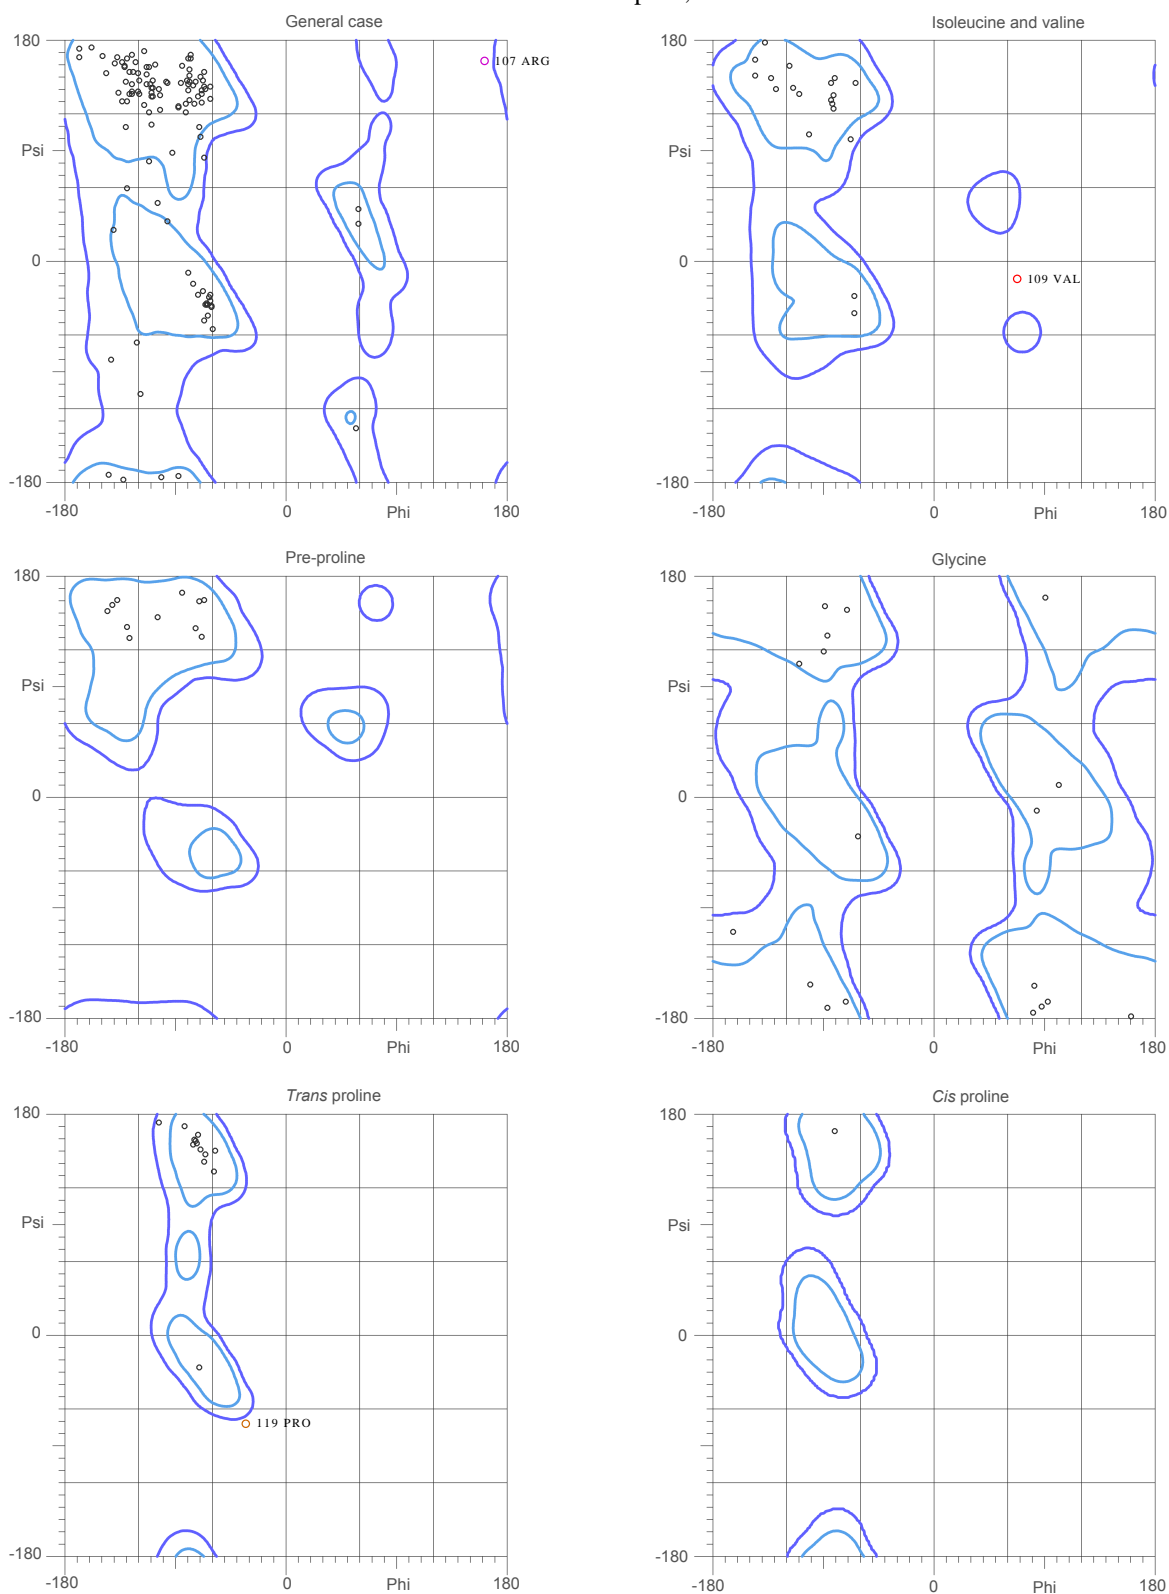 General case
180
107 ARG
Psi
0
-180
-180
0
Phi
180
Isoleucine and valine
180
Psi
0
109 VAL
-180
-180
0
Phi
180
Pre-proline
180
Psi
0
-180
-180
0
Phi
180
Glycine
180
Psi
0
-180
-180
0
Phi
180
Trans proline
180
Psi
0
119 PRO
-180
-180
0
Phi
180
Cis proline
180
Psi
0
-180
-180
0
Phi
180